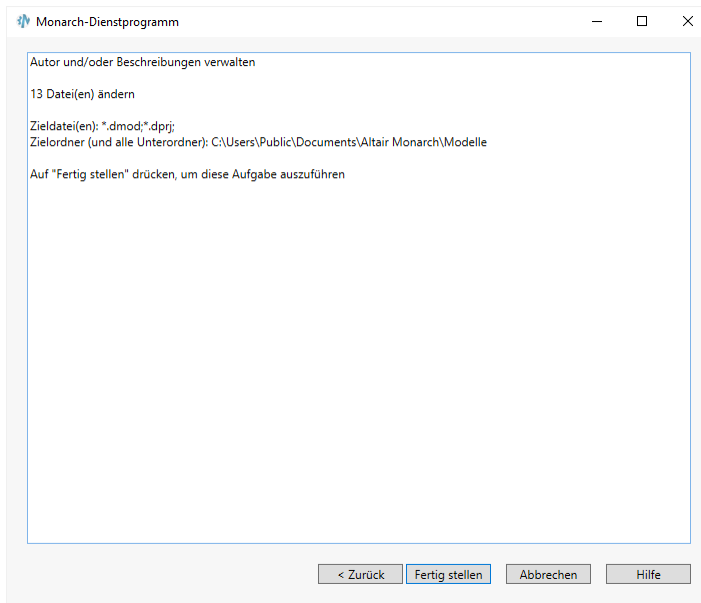 Monarch-Dienstprogramm
Autor und/oder Beschreibungen verwalten
13 Datei(en) ändern
Zieldatei(en): *.dmod;*.dprj;
Zielordner (und alle Unterordner): C:\Users\Public\Documents\Altair Monarch\Modelle
Auf "Fertig stellen" drücken, um diese Aufgabe auszuführen
< Zurück
Fertig stellen
Abbrechen
Hilfe